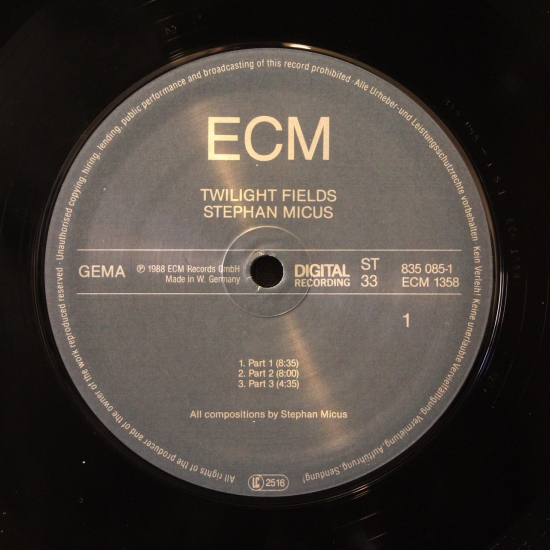 ECM
TWILIGHT FIELDS
STEPHAN MICUS
GEMA
℗ 1988 ECM Records GmbH
Made in W. Germany
DIGITAL
RECORDING
ST
33
835 085-1
ECM 1358
1
1. Part 1 (8:35)
2. Part 2 (8:00)
3. Part 3 (4:35)
All compositions by Stephan Micus
LC 2516
All rights of the producer and of the owner of the work reproduced reserved · Unauthorised copying, hiring, lending, public performance and broadcasting of this record prohibited · Alle Urheber- und Leistungsschutzrechte vorbehalten. Kein Verleih! Keine unerlaubte Vervielfältigung, Vermietung, Aufführung, Sendung!